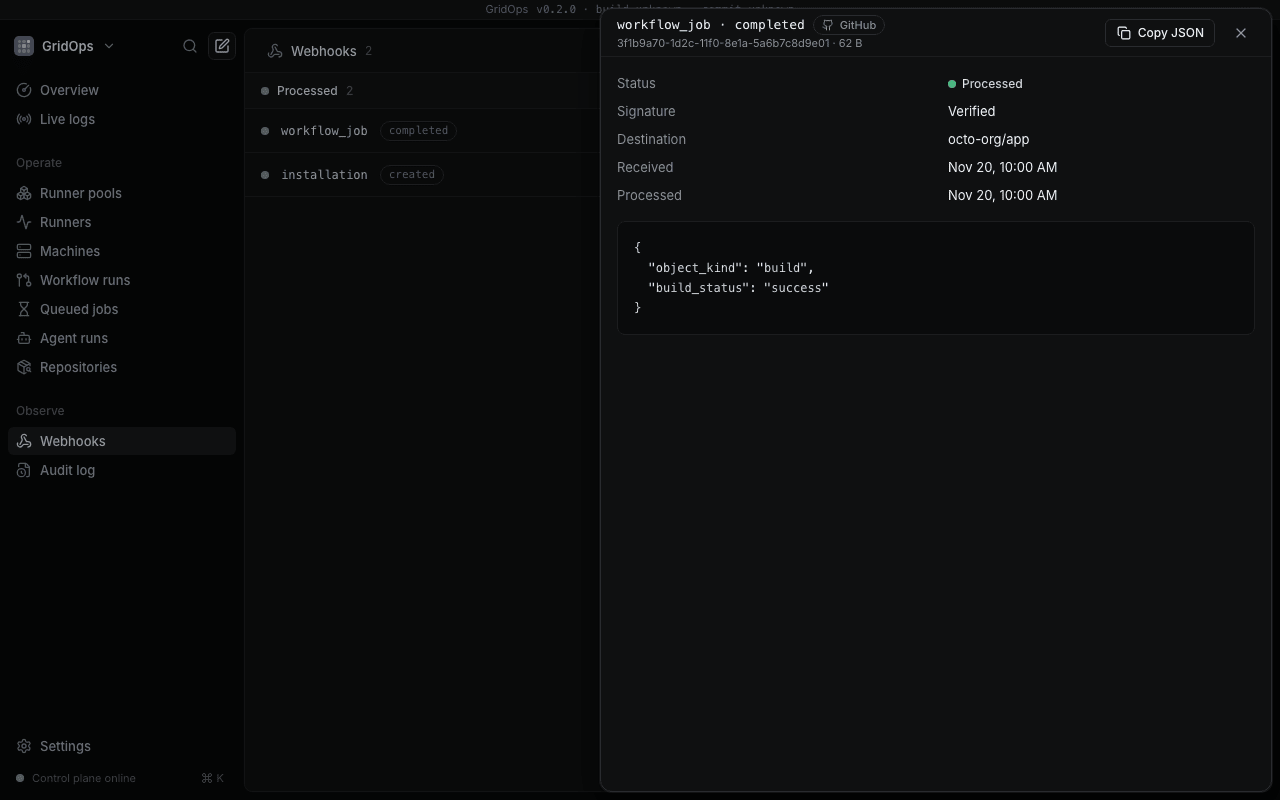 GridOps v0.2.0 ·
GridOps
Overview
Live logs
Operate
Runner pools
Runners
Machines
Workflow runs
Queued jobs
Agent runs
Repositories
Observe
Webhooks
Audit log
Settings
Control plane online
⌘ K
Webhooks 2
Processed 2
workflow_job completed
installation created
workflow_job · completed GitHub
3f1b9a70-1d2c-11f0-8e1a-5a6b7c8d9e01 · 62 B
Copy JSON
Status Processed
Signature Verified
Destination octo-org/app
Received Nov 20, 10:00 AM
Processed Nov 20, 10:00 AM
{
"object_kind": "build",
"build_status": "success"
}